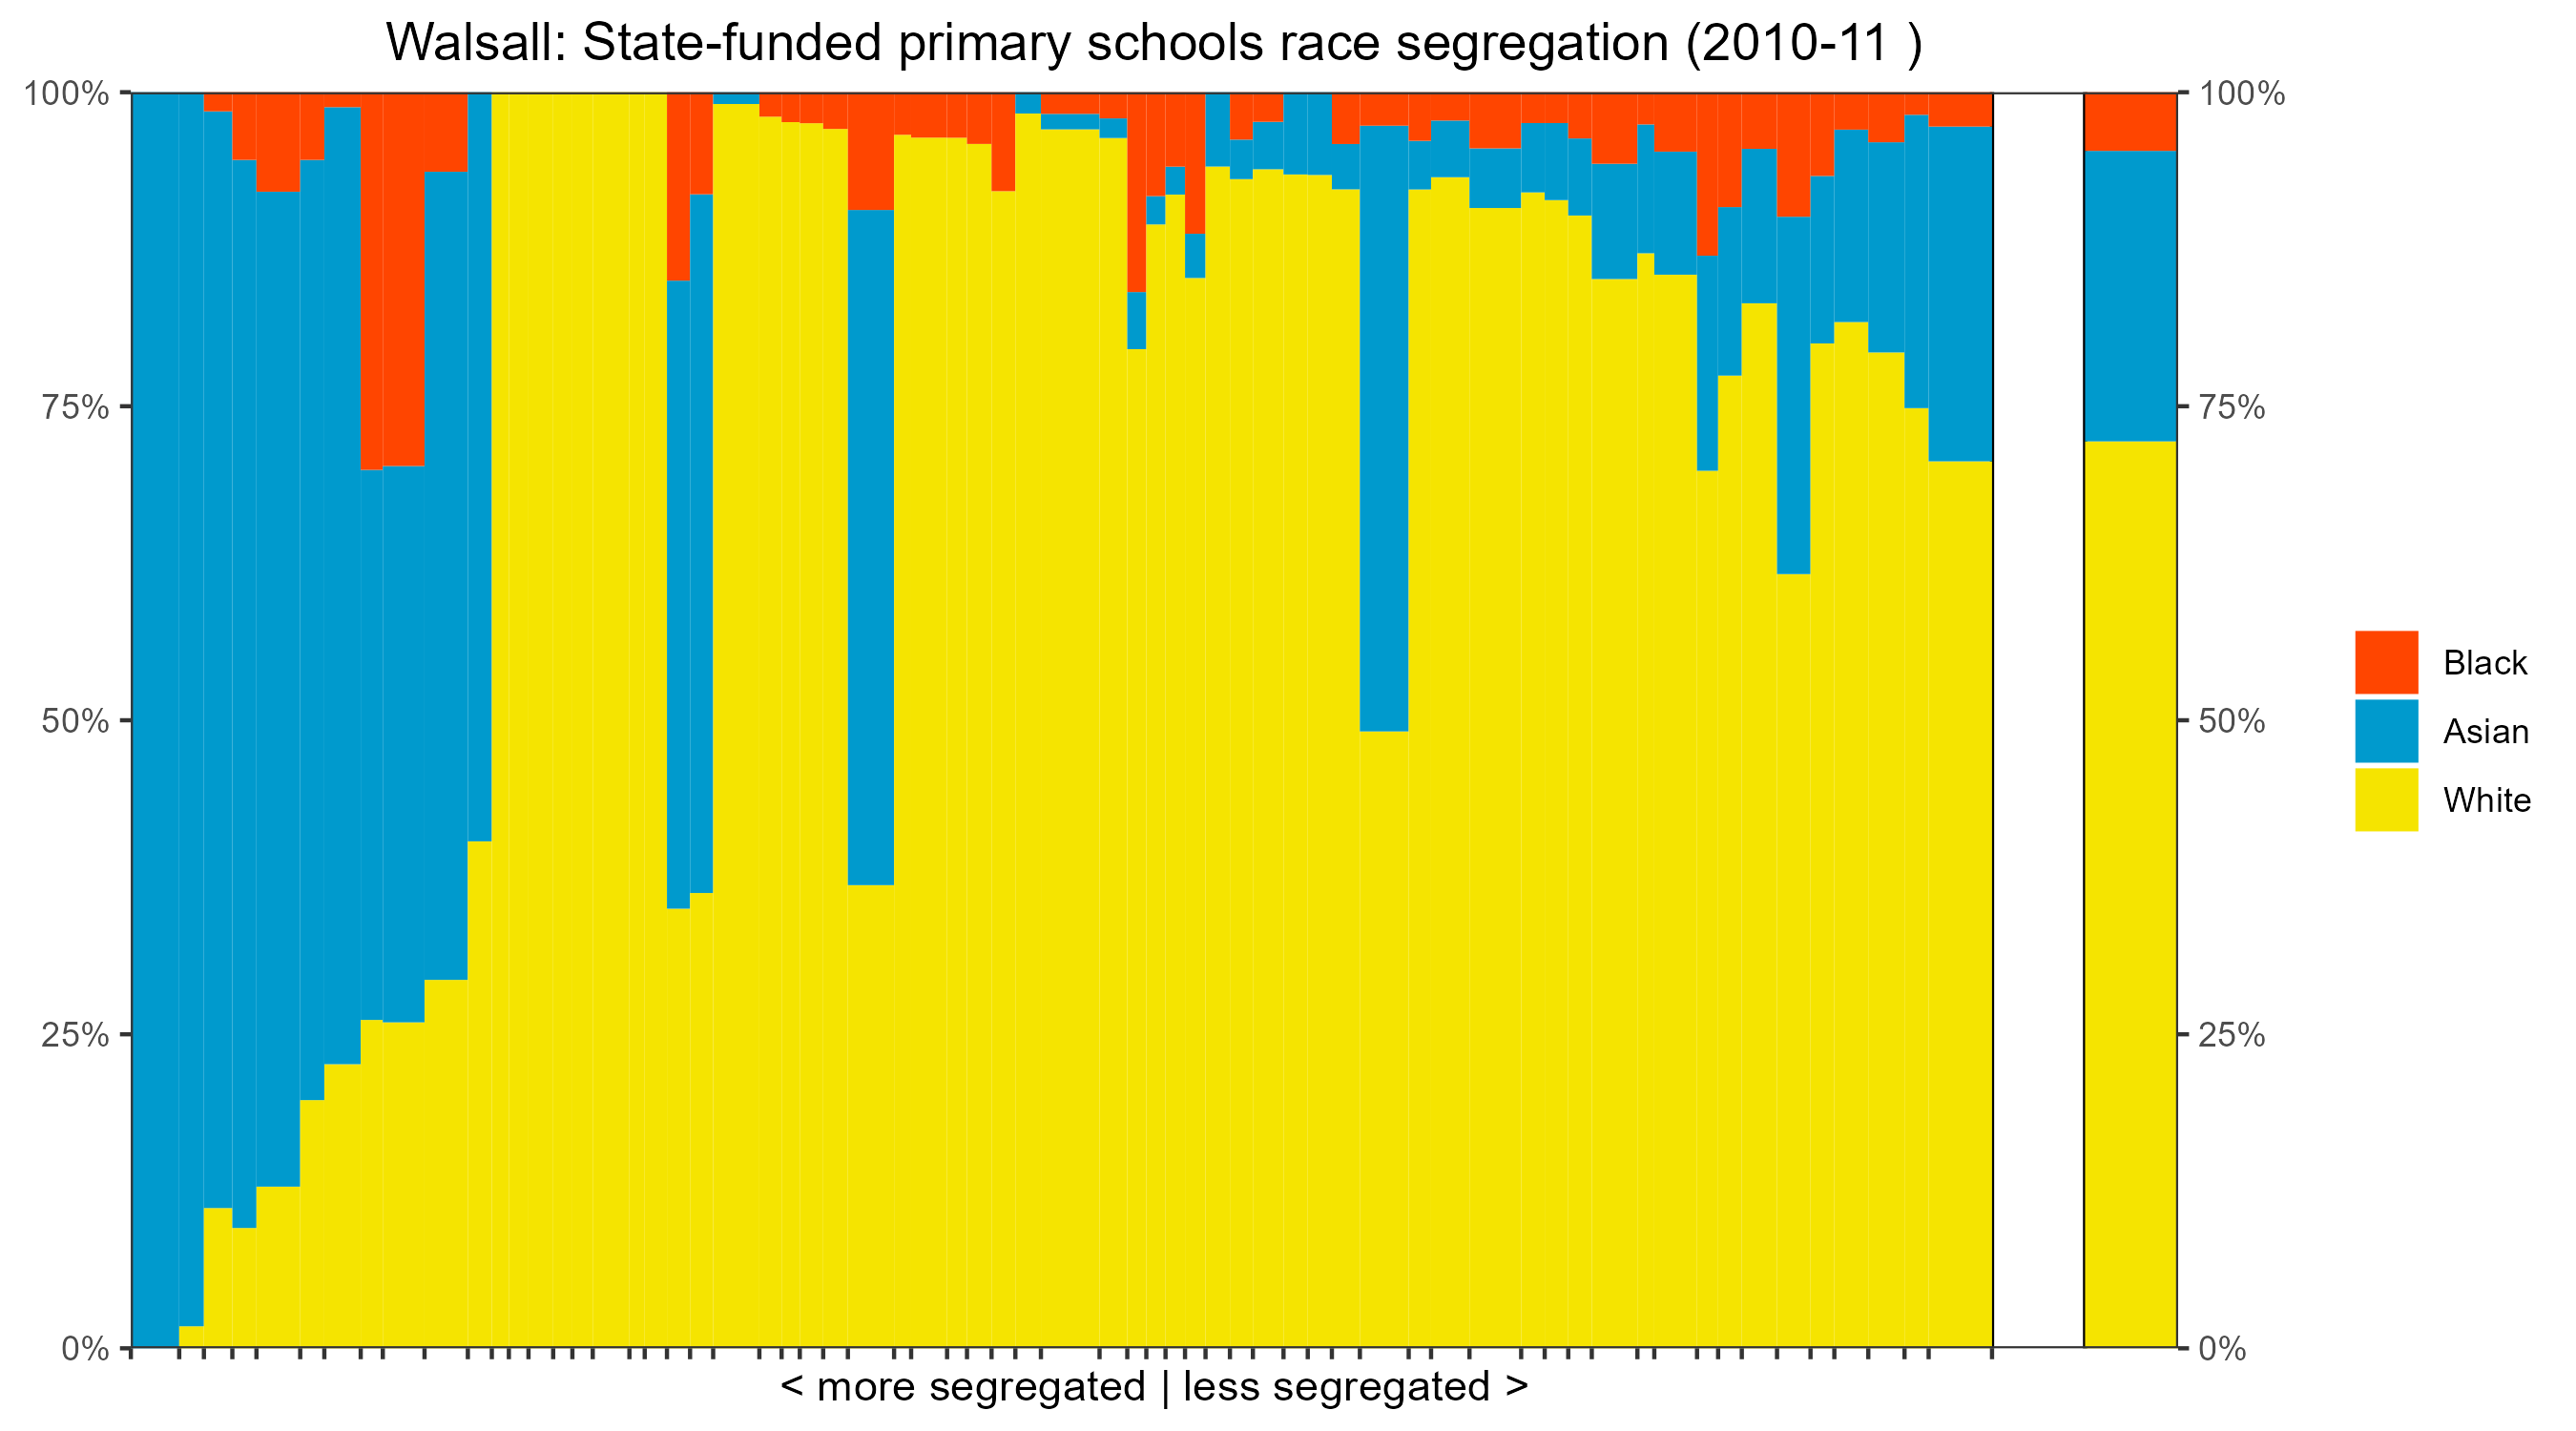 Walsall: State-funded primary schools race segregation (2010-11 )
100%
75%
50%
25%
0%
100%
75%
50%
25%
0%
Black
Asian
White
< more segregated | less segregated >